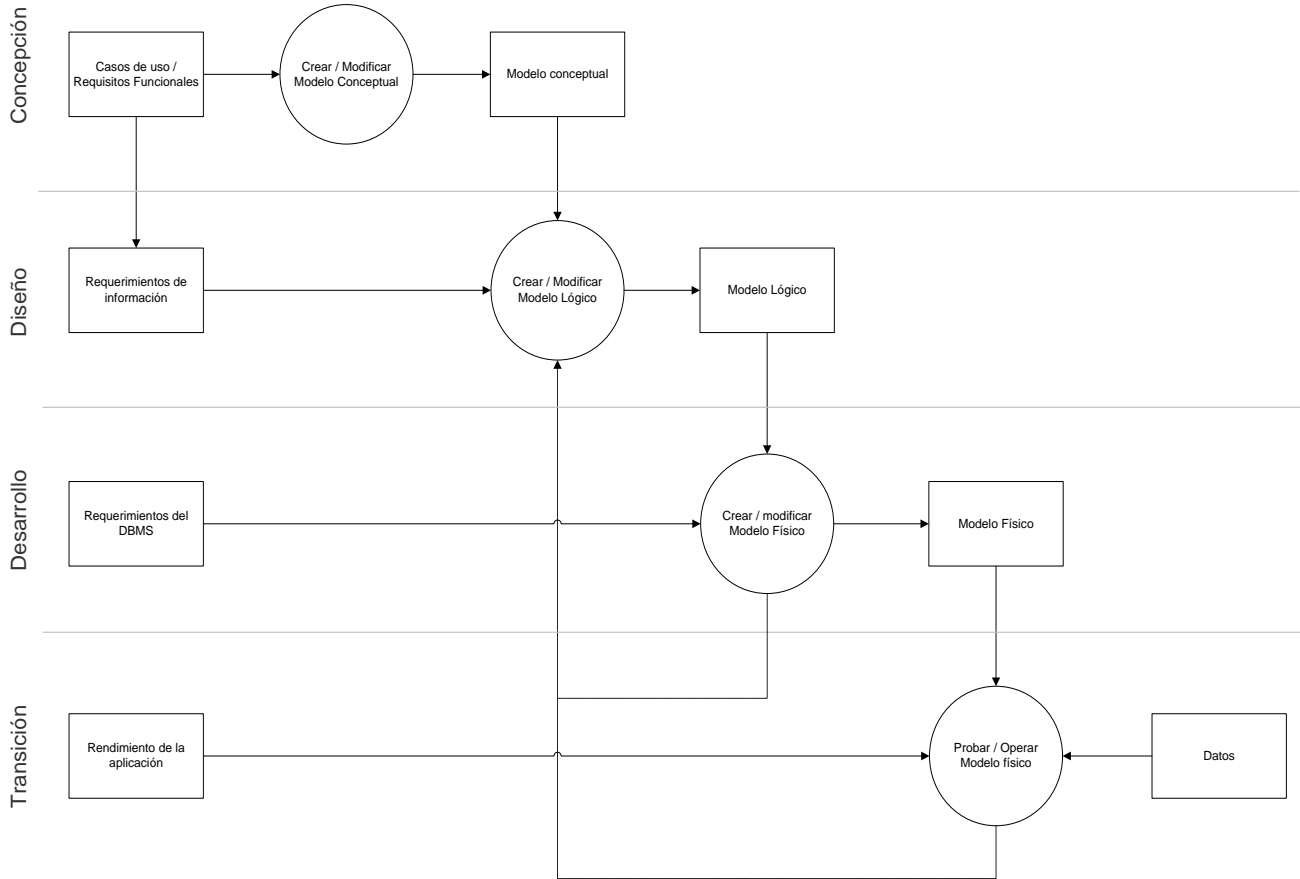 Concepción
Casos de uso /
Requisitos Funcionales
Crear / Modificar
Modelo Conceptual
Modelo conceptual
Diseño
Requerimientos de
información
Crear / Modificar
Modelo Lógico
Modelo Lógico
Desarrollo
Requerimientos del
DBMS
Crear / modificar
Modelo Físico
Modelo Físico
Transición
Rendimiento de la
aplicación
Probar / Operar
Modelo físico
Datos